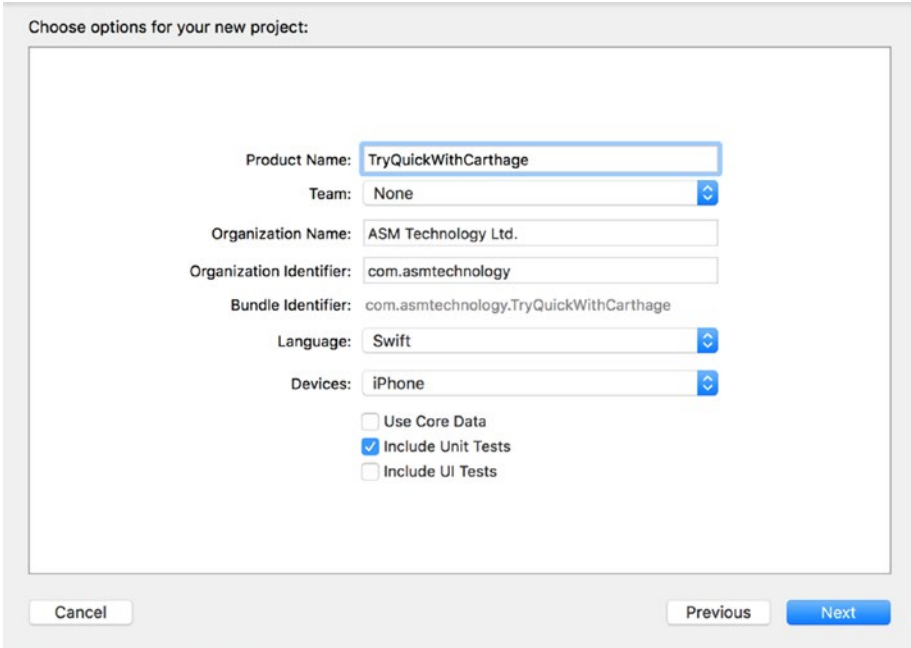 Choose options for your new project:
Product Name: TryQuickWithCarthage
Team: None
Organization Name: ASM Technology Ltd.
Organization Identifier: com.asmtechnology
Bundle Identifier: com.asmtechnology.TryQuickWithCarthage
Language: Swift
Devices: iPhone
Use Core Data
Include Unit Tests
Include UI Tests
Cancel Previous Next